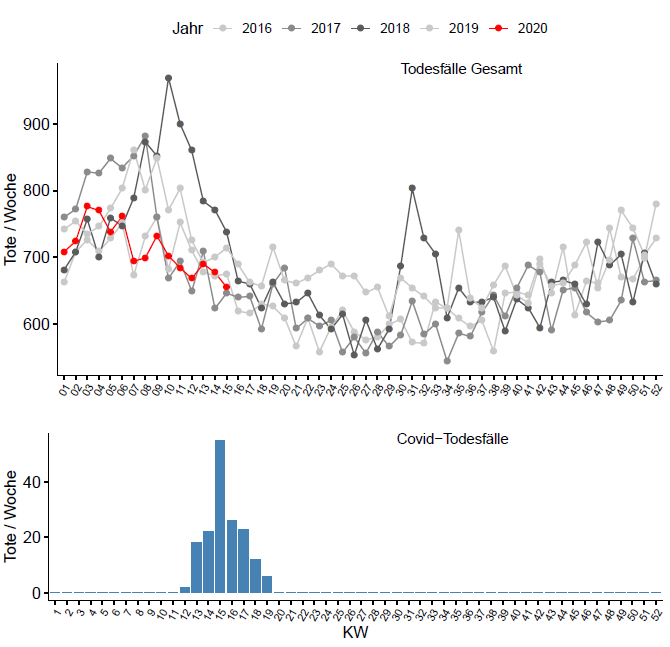 Jahr 2016 2017 2018 2019 2020
Todesfälle Gesamt
Tote / Woche
900
800
700
600
01 02 03 04 05 06 07 08 09 10 11 12 13 14 15 16 17 18 19 20 21 22 23 24 25 26 27 28 29 30 31 32 33 34 35 36 37 38 39 40 41 42 43 44 45 46 47 48 49 50 51 52
Covid−Todesfälle
Tote / Woche
40
20
0
1 2 3 4 5 6 7 8 9 10 11 12 13 14 15 16 17 18 19 20 21 22 23 24 25 26 27 28 29 30 31 32 33 34 35 36 37 38 39 40 41 42 43 44 45 46 47 48 49 50 51 52
KW